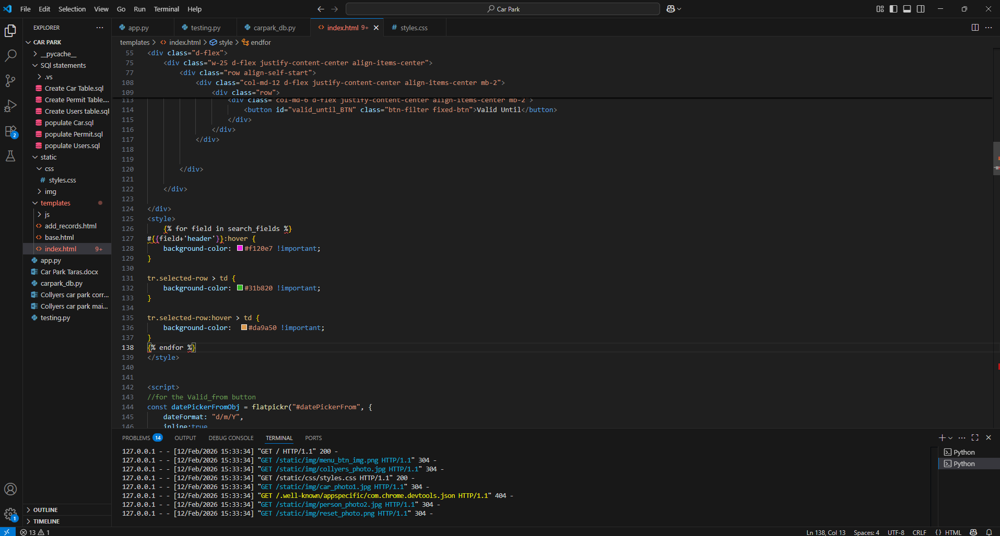 File Edit Selection View Go Run Terminal Help
Car Park
EXPLORER
app.py
testing.py
carpark_db.py
index.html 9+
styles.css
CAR PARK
__pycache__
SQl statements
.vs
Create Car Table.sql
Create Permit Table....
Create Users table.sql
populate Car.sql
populate Permit.sql
populate Users.sql
static
css
styles.css
img
templates
js
add_records.html
base.html
index.html 9+
app.py
Car Park Taras.docx
carpark_db.py
Collyers car park corr...
Collyers car park mai...
testing.py
OUTLINE
TIMELINE
2
1
templates > index.html > style > endfor
55 <div class="d-flex">
75 <div class="w-25 d-flex justify-content-center align-items-center">
77 <div class="row align-self-start">
108 <div class="col-md-12 d-flex justify-content-center align-items-center mb-2">
109 <div class="row">
113 <div class="col-md-6 d-flex justify-content-center align-items-center mb-2">
114 <button id="valid_until_BTN" class="btn-filter fixed-btn">Valid Until</button>
115 </div>
116 </div>
117 </div>
118
119
120 </div>
121
122 </div>
123
124 </div>
125 <style>
126 {% for field in search_fields %}
127 #{{field+'header'}}:hover {
128 background-color: #f120e7 !important;
129 }
130
131 tr.selected-row > td {
132 background-color: #31b820 !important;
133 }
134
135 tr.selected-row:hover > td {
136 background-color: #da9a50 !important;
137 }
138 {% endfor %}
139 </style>
140
141
142 <script>
143 //for the Valid_from button
144 const datePickerFromObj = flatpickr("#datePickerFrom", {
145 dateFormat: "d/m/Y",
146 inline:true
PROBLEMS 14 OUTPUT DEBUG CONSOLE TERMINAL PORTS
127.0.0.1 - - [12/Feb/2026 15:33:34] "GET / HTTP/1.1" 200 -
127.0.0.1 - - [12/Feb/2026 15:33:34] "GET /static/img/menu_btn_img.png HTTP/1.1" 304 -
127.0.0.1 - - [12/Feb/2026 15:33:34] "GET /static/img/collyers_photo.jpg HTTP/1.1" 304 -
127.0.0.1 - - [12/Feb/2026 15:33:34] "GET /static/css/styles.css HTTP/1.1" 200 -
127.0.0.1 - - [12/Feb/2026 15:33:34] "GET /static/img/car_photo1.jpg HTTP/1.1" 304 -
127.0.0.1 - - [12/Feb/2026 15:33:34] "GET /.well-known/appspecific/com.chrome.devtools.json HTTP/1.1" 404 -
127.0.0.1 - - [12/Feb/2026 15:33:34] "GET /static/img/person_photo2.jpg HTTP/1.1" 304 -
127.0.0.1 - - [12/Feb/2026 15:33:34] "GET /static/img/reset_photo.png HTTP/1.1" 304 -
Python
Python
13 1
Ln 138, Col 13 Spaces: 4 UTF-8 CRLF {} HTML